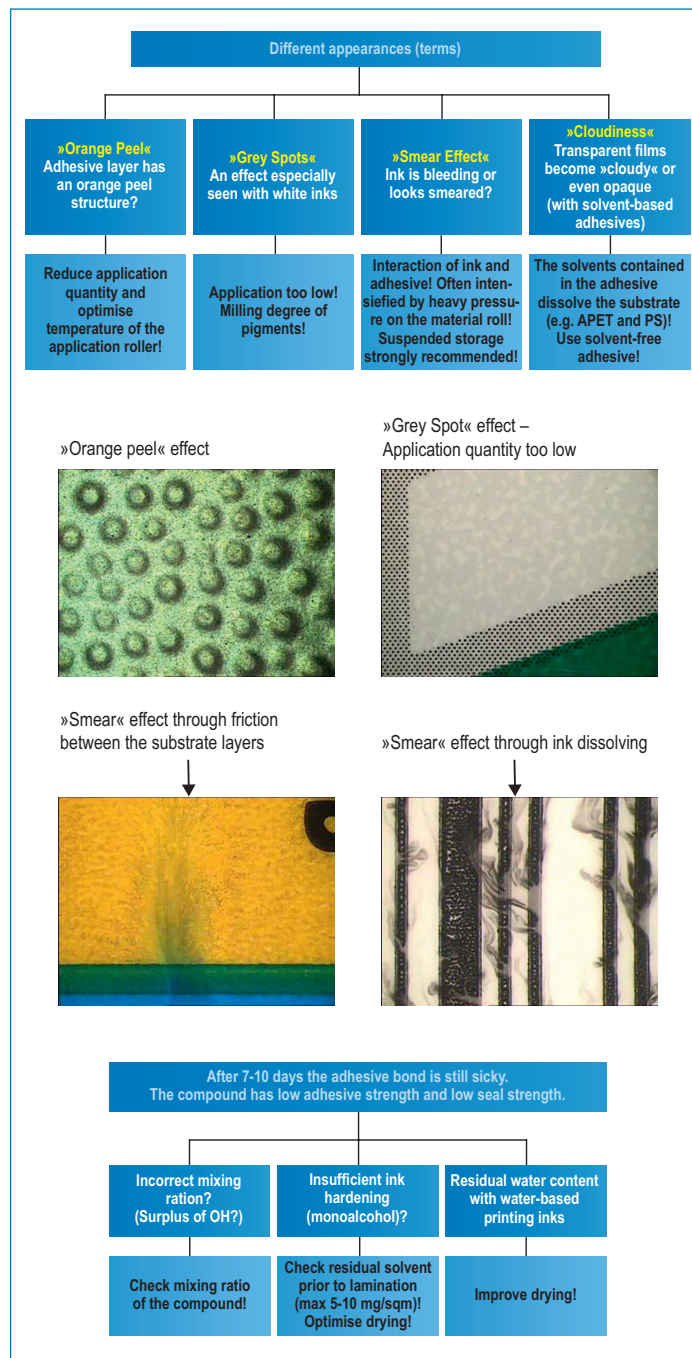 Different appearances (terms)
»Orange Peel«
Adhesive layer has
an orange peel
structure?
»Grey Spots«
An effect especially
seen with white inks
»Smear Effect«
Ink is bleeding or
looks smeared?
»Cloudiness«
Transparent films
become »cloudy« or
even opaque
(with solvent-based
adhesives)
Reduce application
quantity and
optimise
temperature of the
application roller!
Application too low!
Milling degree of
pigments!
Interaction of ink and
adhesive! Often inten-
siefied by heavy pressu-
re on the material roll!
Suspended storage
strongly recommended!
The solvents contained
in the adhesive
dissolve the substrate
(e.g. APET and PS)!
Use solvent-free
adhesive!
»Orange peel« effect
»Grey Spot« effect –
Application quantity too low
»Smear« effect through friction
between the substrate layers
»Smear« effect through ink dissolving
After 7-10 days the adhesive bond is still sicky.
The compound has low adhesive strength and low seal strength.
Incorrect mixing
ration?
(Surplus of OH?)
Insufficient ink
hardening
(monoalcohol)?
Residual water content
with water-based
printing inks
Check mixing ratio
of the compound!
Check residual solvent
prior to lamination
(max 5-10 mg/sqm)!
Optimise drying!
Improve drying!